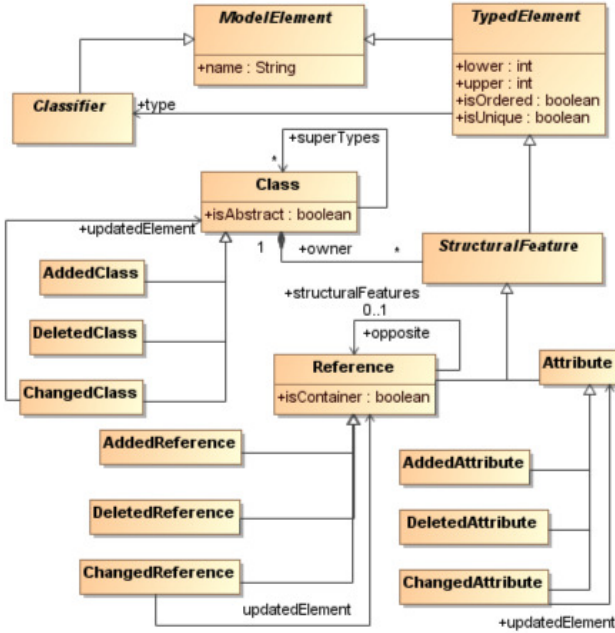 ModelElement
+name : String
TypedElement
+lower : int
+upper : int
+isOrdered : boolean
+isUnique : boolean
Classifier
+type
+superTypes
*
Class
+isAbstract : boolean
+updatedElement
1
+owner
*
StructuralFeature
AddedClass
DeletedClass
ChangedClass
+structuralFeatures
0..1
+opposite
Reference
+isContainer : boolean
Attribute
AddedReference
DeletedReference
ChangedReference
updatedElement
AddedAttribute
DeletedAttribute
ChangedAttribute
+updatedElement